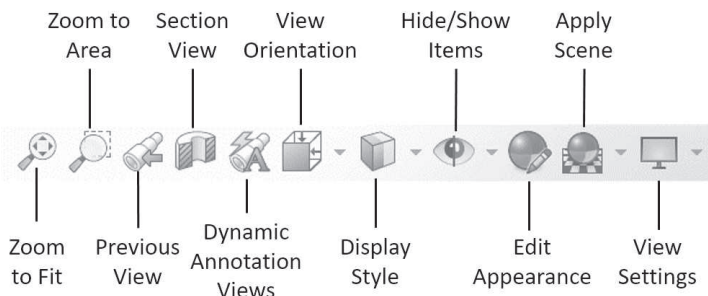 Zoom to
Area
Section
View
View
Orientation
Hide/Show
Items
Apply
Scene
Zoom
to Fit
Previous
View
Dynamic
Annotation
Views
Display
Style
Edit
Appearance
View
Settings